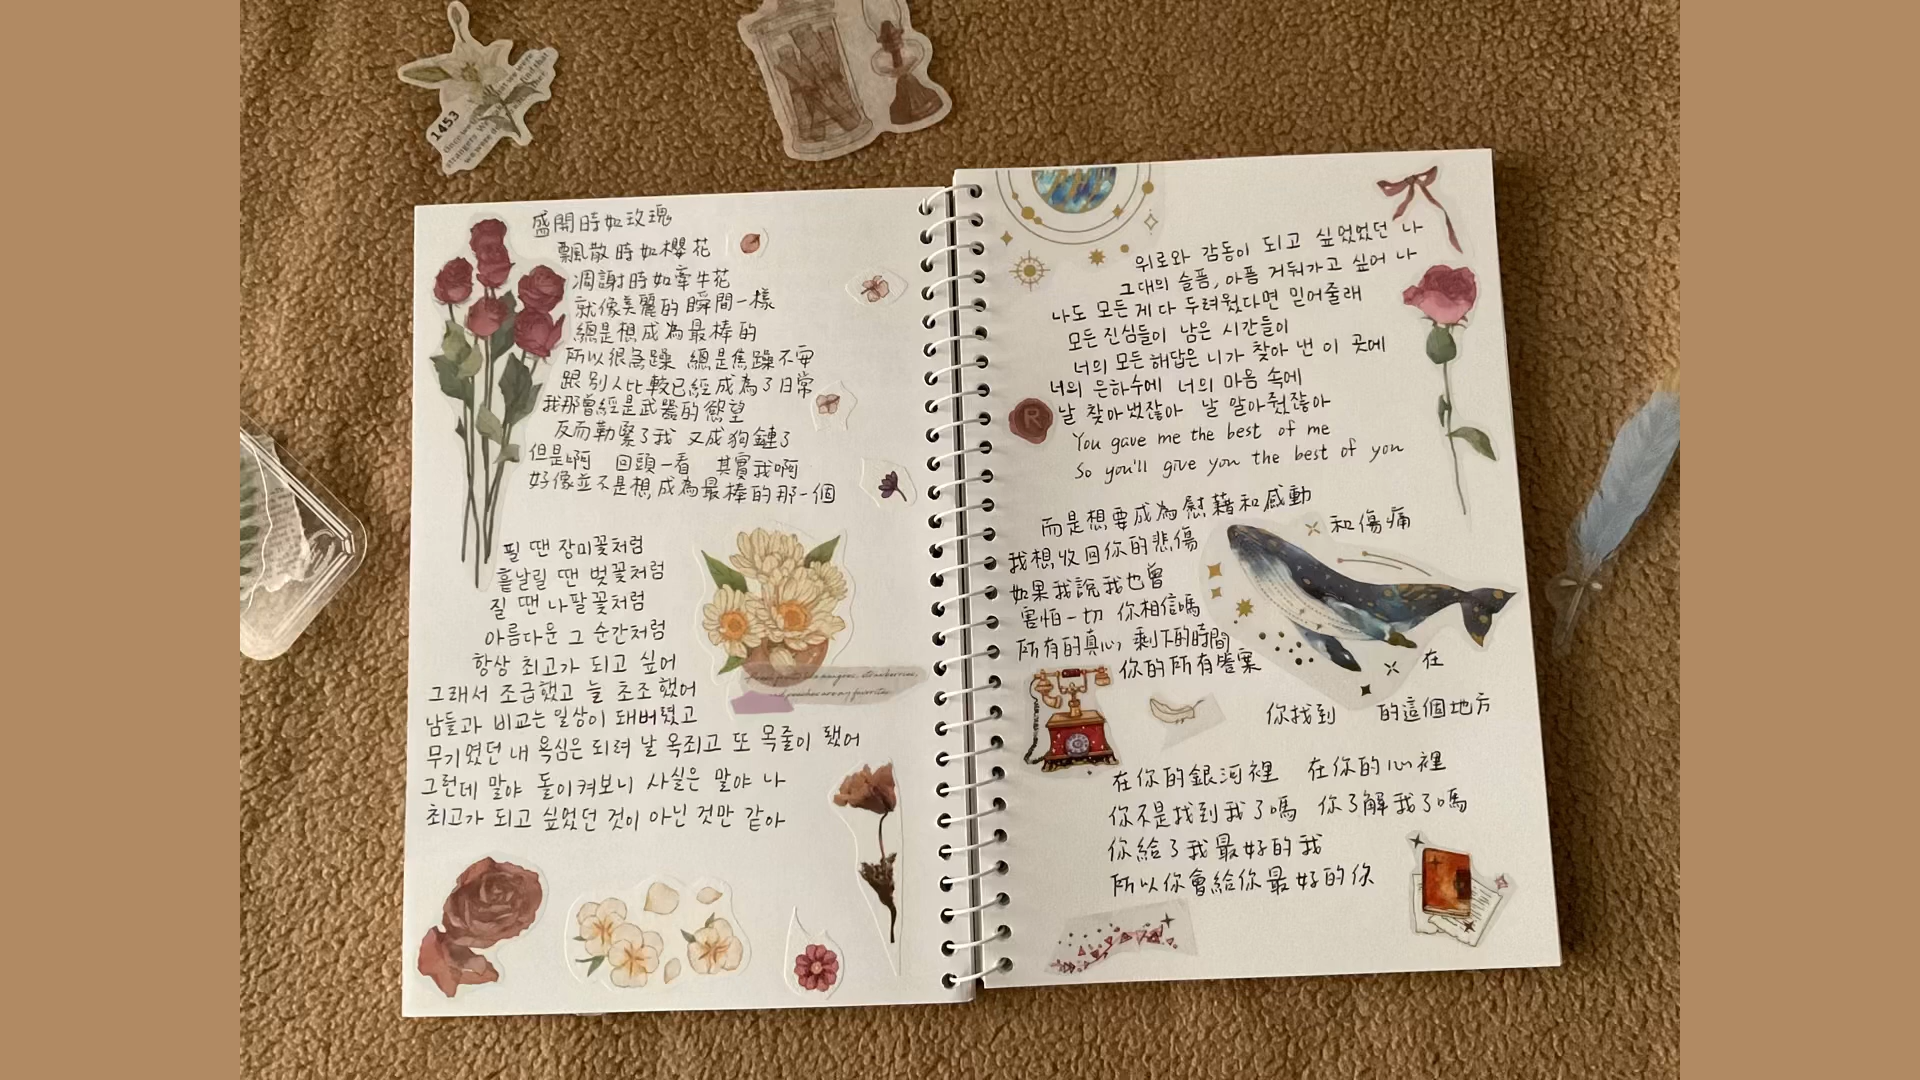 1453
Once we were
strangers. We
we were de
just we were
find that
together.
盛開時如玫瑰
飄散時如櫻花
凋謝時如牽牛花
就像美麗的瞬間一樣
總是想成為最棒的
所以很急躁 總是焦躁不安
跟別人比較已經成為了日常
我那曾經是武器的慾望
反而勒緊了我 又成狗鏈了
但是啊 回頭一看 其實我啊
好像並不是想成為最棒的那一個
필 땐 장미꽃처럼
흩날릴 땐 벚꽃처럼
질 땐 나팔꽃처럼
아름다운 그 순간처럼
항상 최고가 되고 싶어
그래서 조급했고 늘 초조했어
남들과 비교는 일상이 돼버렸고
무기였던 내 욕심은 되려 날 옥죄고 또 목줄이 됐어
그런데 말야 돌이켜보니 사실은 말야 나
최고가 되고 싶었던 것이 아닌 것만 같아
and peaches are my favorites
위로와 감동이 되고 싶었었던 나
그대의 슬픔, 아픔 거둬가고 싶어 나
나도 모든 게 다 두려웠다면 믿어줄래
모든 진심들이 남은 시간들이
너의 모든 해답은 니가 찾아 낸 이 곳에
너의 은하수에 너의 마음 속에
R
날 찾아냈잖아 날 알아줬잖아
You gave me the best of me
So you'll give you the best of you
而是想要成為慰藉和感動
我想收回你的悲傷 和傷痛
如果我說我也曾
害怕一切 你相信嗎
所有的真心, 剩下的時間
你的所有答案 在
你找到 的這個地方
在你的銀河裡 在你的心裡
你不是找到我了嗎 你了解我了嗎
你給了我最好的我
所以你會給你最好的你